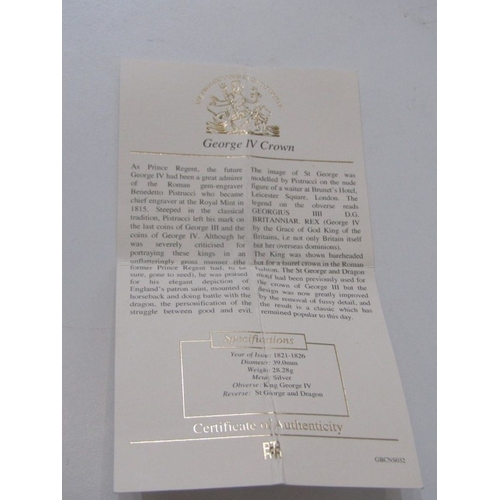 George IV Crown
As Prince Regent, the future
George IV had been a great admirer
of the Roman gem-engraver
Benedetto Pistrucci who became
chief engraver at the Royal Mint in
1815. Steeped in the classical
tradition, Pistrucci left his mark on
the last coins of George III and the
coins of George IV. Although he
was severely criticised for
portraying these kings in an
unflatteringly gross manner (the
former Prince Regent had, to be
sure, gone to seed), he was praised
for his elegant depiction of
England's patron saint, mounted on
horseback and doing battle with the
dragon, the personification of the
struggle between good and evil.
The image of St George was
modelled by Pistrucci on the nude
figure of a waiter at Brunet's Hotel,
Leicester Square, London. The
legend on the obverse reads
GEORGIUS IIII D.G.
BRITANNIAR. REX (George IV
by the Grace of God King of the
Britains, i.e not only Britain itself
but her overseas dominions).
The King was shown bareheaded
but for a laurel crown in the Roman
fashion. The St George and Dragon
motif had been previously used for
the crown of George III but the
design was now greatly improved
by the removal of fussy detail, and
the result is a classic which has
remained popular to this day.
Specifications
Year of Issue: 1821-1826
Diameter: 39.0mm
Weight: 28.28g
Metal: Silver
Obverse: King George IV
Reverse: St George and Dragon
Certificate of Authenticity